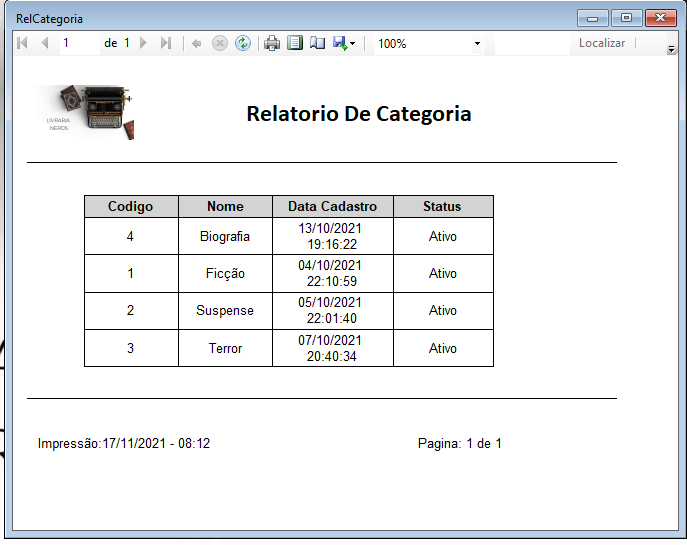 RelCategoria
1 de 1 100% Localizar
LIVRARIA
NERDS
Relatorio De Categoria
Codigo Nome Data Cadastro Status
4 Biografia 13/10/2021 19:16:22 Ativo
1 Ficção 04/10/2021 22:10:59 Ativo
2 Suspense 05/10/2021 22:01:40 Ativo
3 Terror 07/10/2021 20:40:34 Ativo
Impressão:17/11/2021 - 08:12 Pagina: 1 de 1